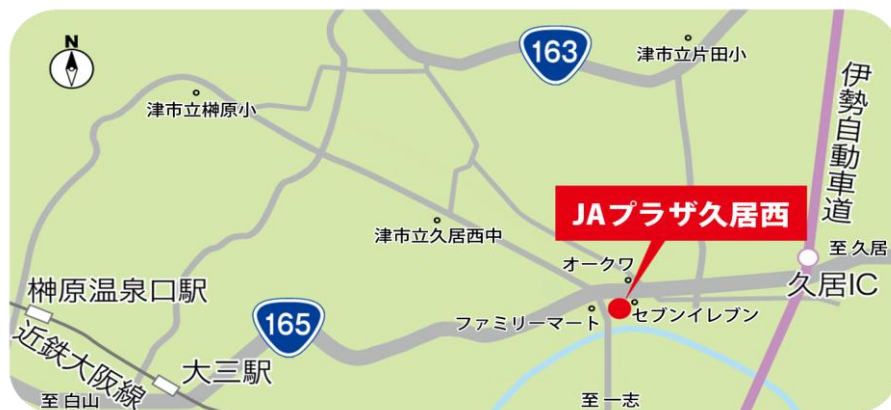 N
163
津市立片田小
津市立榊原小
伊勢自動車道
JAプラザ久居西
津市立久居西中
至 久居
オークワ
榊原温泉口駅
久居IC
165
ファミリーマート
セブンイレブン
近鉄大阪線
大三駅
至 白山
至 一志